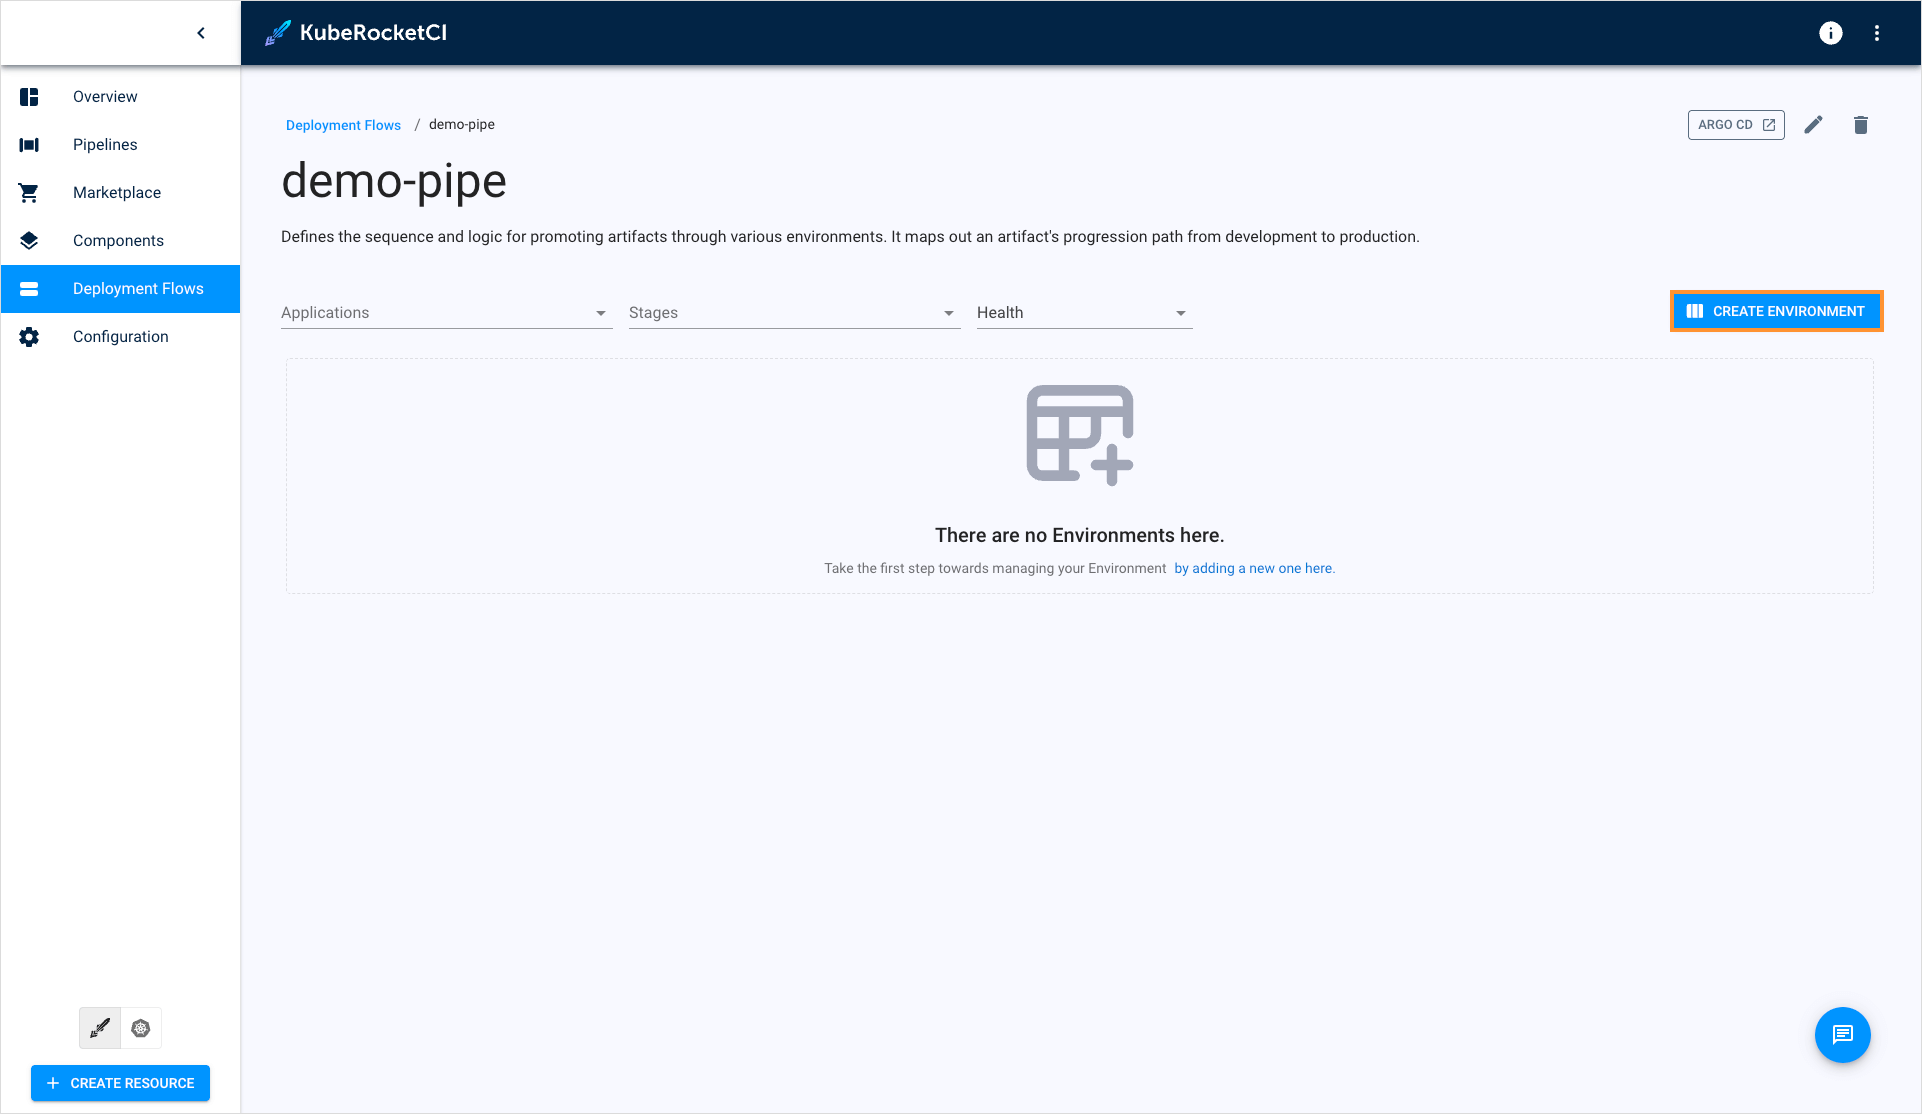 KubeRocketCI
Overview
Pipelines
Marketplace
Components
Deployment Flows
Configuration
CREATE RESOURCE
Deployment Flows / demo-pipe
ARGO CD
demo-pipe
Defines the sequence and logic for promoting artifacts through various environments. It maps out an artifact's progression path from development to production.
Applications
Stages
Health
CREATE ENVIRONMENT
There are no Environments here.
Take the first step towards managing your Environment by adding a new one here.